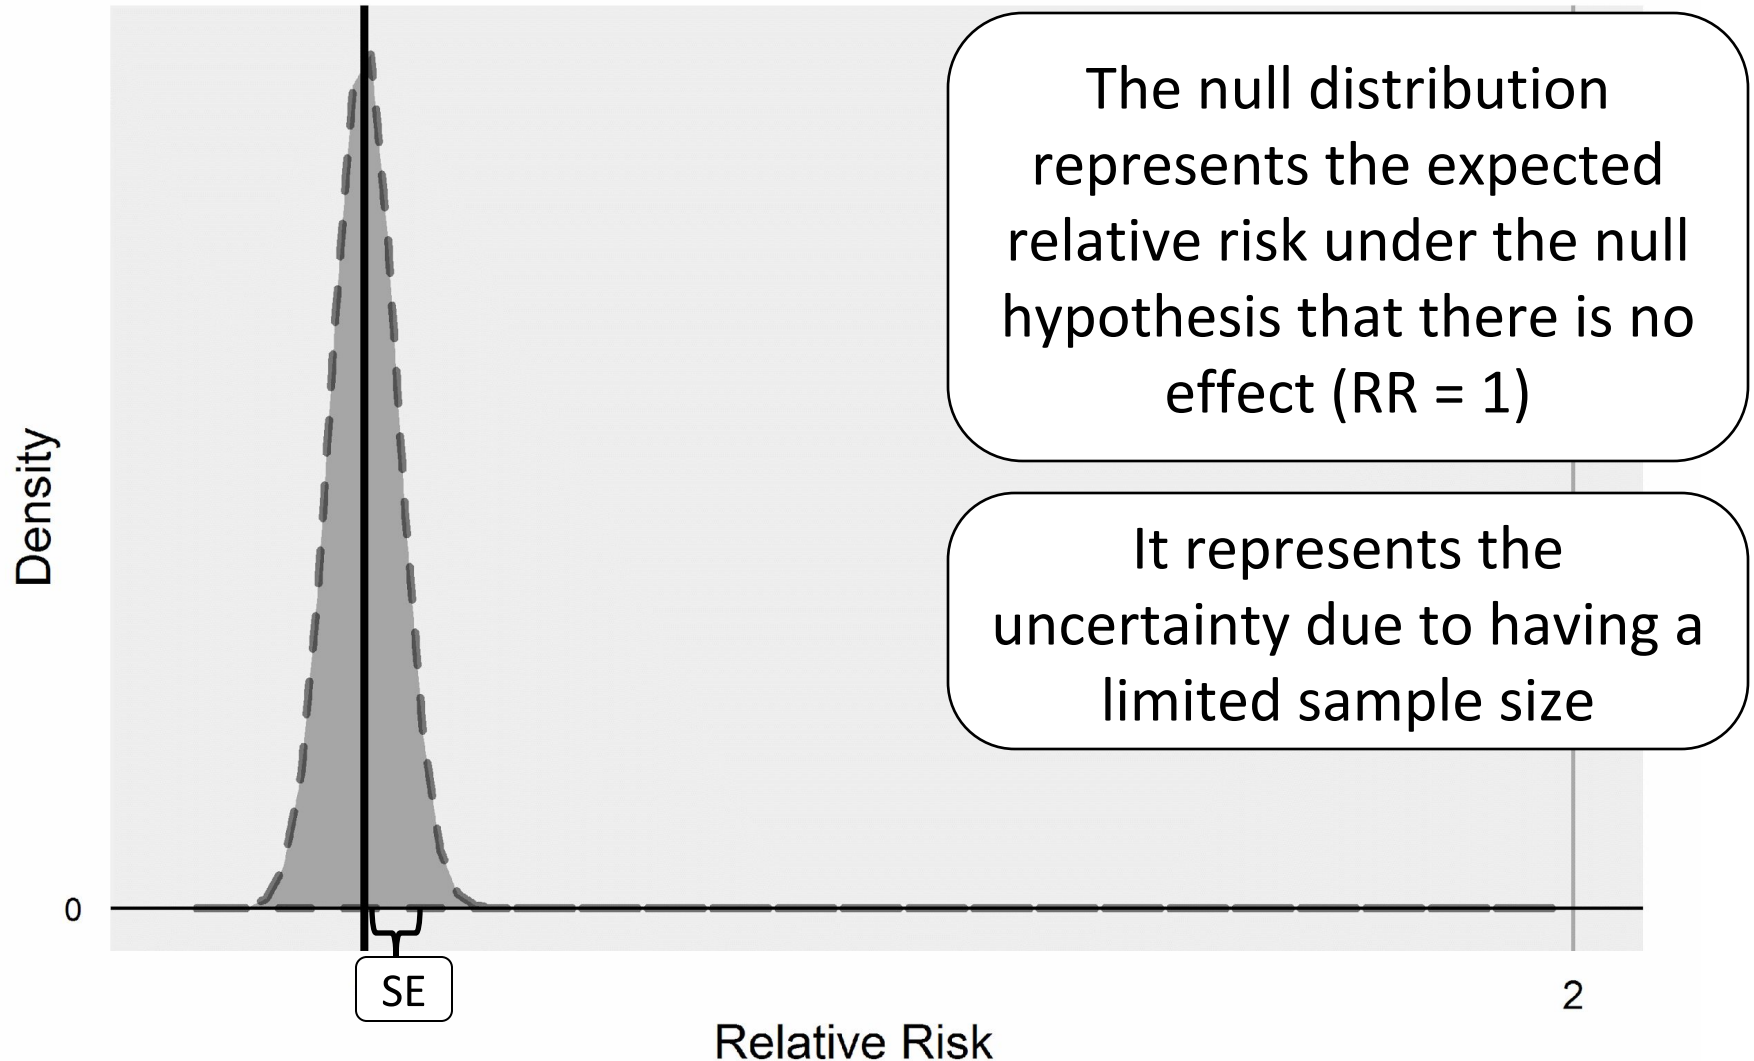 The null distribution
represents the expected
relative risk under the null
hypothesis that there is no
effect (RR = 1)
It represents the
uncertainty due to having a
limited sample size
Density
0
SE
2
Relative Risk